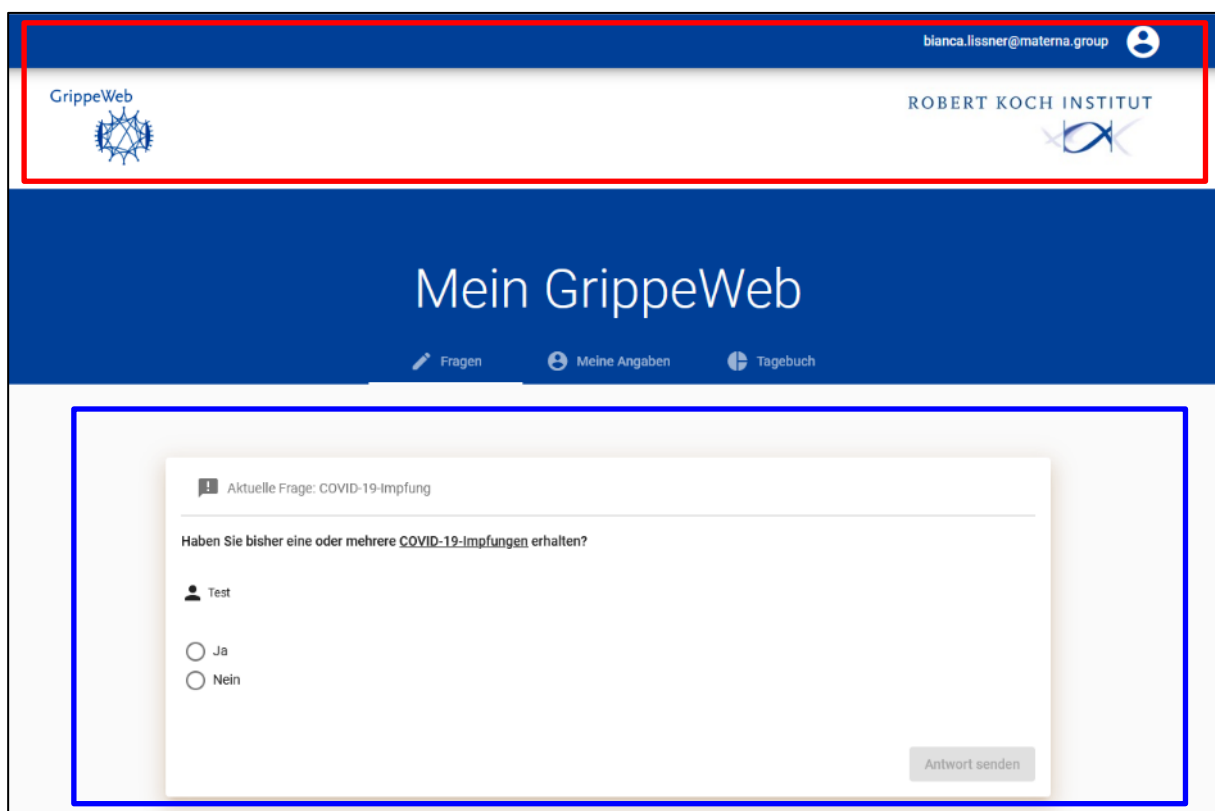 bianca.lissner@materna.group
GrippeWeb
ROBERT KOCH INSTITUT
Mein GrippeWeb
Fragen
Meine Angaben
Tagebuch
Aktuelle Frage: COVID-19-Impfung
Haben Sie bisher eine oder mehrere COVID-19-Impfungen erhalten?
Test
Ja
Nein
Antwort senden